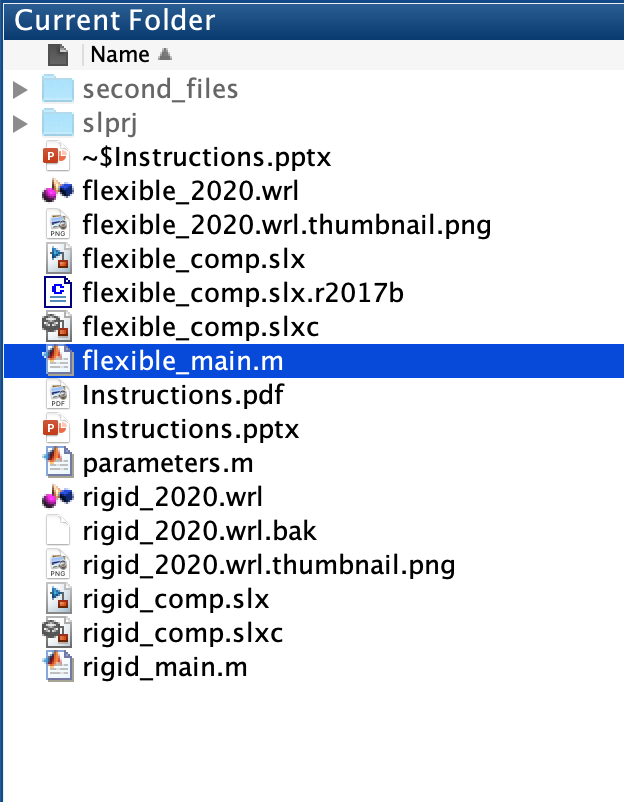 Current Folder
Name
second_files
slprj
~$Instructions.pptx
flexible_2020.wrl
flexible_2020.wrl.thumbnail.png
flexible_comp.slx
flexible_comp.slx.r2017b
flexible_comp.slxc
flexible_main.m
Instructions.pdf
Instructions.pptx
parameters.m
rigid_2020.wrl
rigid_2020.wrl.bak
rigid_2020.wrl.thumbnail.png
rigid_comp.slx
rigid_comp.slxc
rigid_main.m